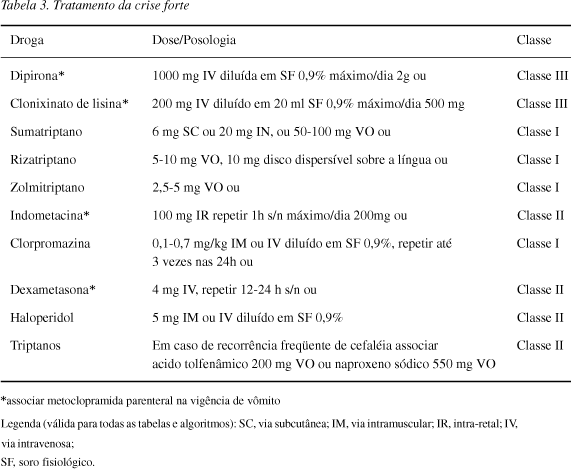 Tabela 3. Tratamento da crise forte
Droga Dose/Posologia Classe
Dipirona* 1000 mg IV diluída em SF 0,9% máximo/dia 2g ou Classe III
Clonixinato de lisina* 200 mg IV diluído em 20 ml SF 0,9% máximo/dia 500 mg Classe III
Sumatriptano 6 mg SC ou 20 mg IN, ou 50-100 mg VO ou Classe I
Rizatriptano 5-10 mg VO, 10 mg disco dispersível sobre a língua ou Classe I
Zolmitriptano 2,5-5 mg VO ou Classe I
Indometacina* 100 mg IR repetir 1h s/n máximo/dia 200mg ou Classe II
Clorpromazina 0,1-0,7 mg/kg IM ou IV diluído em SF 0,9%, repetir até Classe I
3 vezes nas 24h ou
Dexametasona* 4 mg IV, repetir 12-24 h s/n ou Classe II
Haloperidol 5 mg IM ou IV diluído em SF 0,9% Classe II
Triptanos Em caso de recorrência freqüente de cefaléia associar Classe II
acido tolfenâmico 200 mg VO ou naproxeno sódico 550 mg VO
*associar metoclopramida parenteral na vigência de vômito
Legenda (válida para todas as tabelas e algoritmos): SC, via subcutânea; IM, via intramuscular; IR, intra-retal; IV,
via intravenosa;
SF, soro fisiológico.